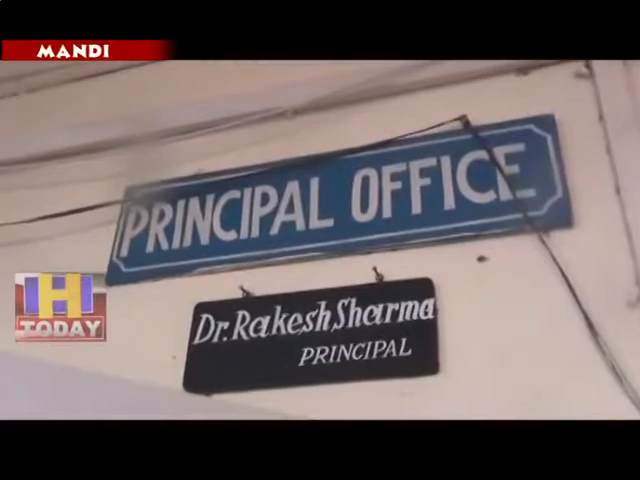 MANDI
PRINCIPAL OFFICE
H
TODAY
Dr. Rakesh Sharma
PRINCIPAL